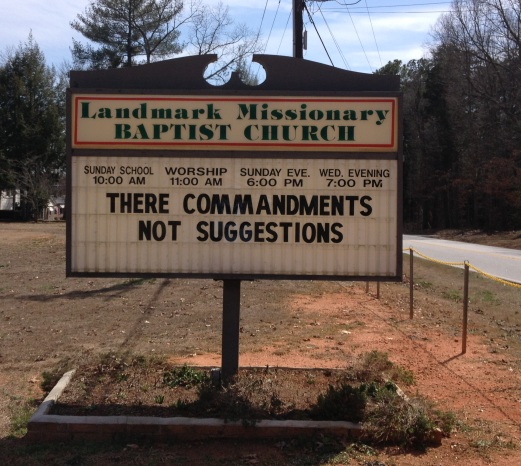 Landmark Missionary
BAPTIST CHURCH
SUNDAY SCHOOL WORSHIP SUNDAY EVE. WED. EVENING
10:00 AM 11:00 AM 6:00 PM 7:00 PM
THERE COMMANDMENTS
NOT SUGGESTIONS